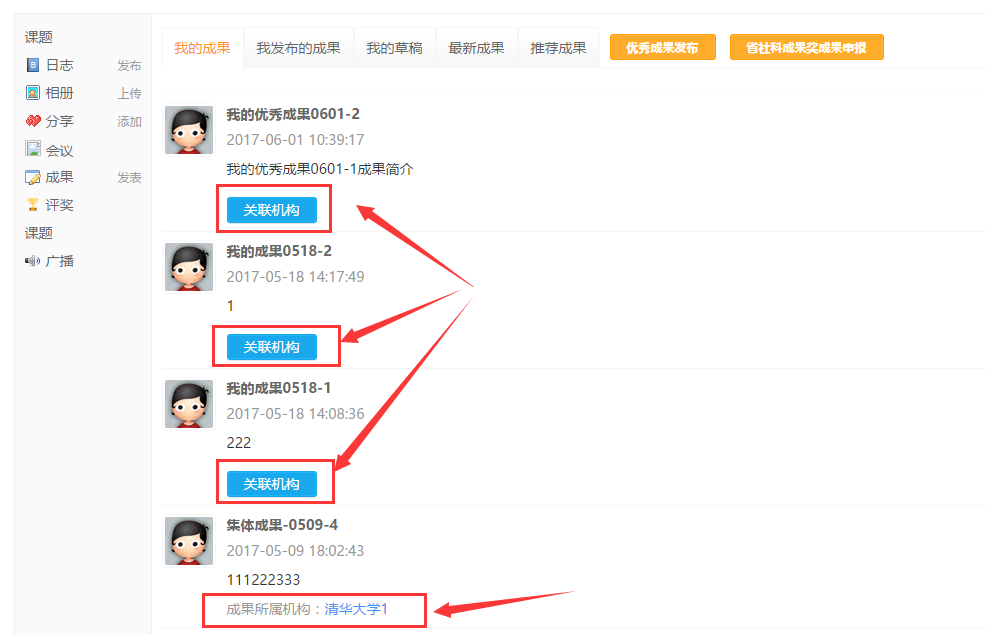 课题
日志 发布
相册 上传
分享 添加
会议
成果 发表
评奖
课题
广播
我的成果 我发布的成果 我的草稿 最新成果 推荐成果 优秀成果发布 省社科成果奖成果申报
我的优秀成果0601-2
2017-06-01 10:39:17
我的优秀成果0601-1成果简介
关联机构
我的成果0518-2
2017-05-18 14:17:49
1
关联机构
我的成果0518-1
2017-05-18 14:08:36
222
关联机构
集体成果-0509-4
2017-05-09 18:02:43
111222333
成果所属机构：清华大学1